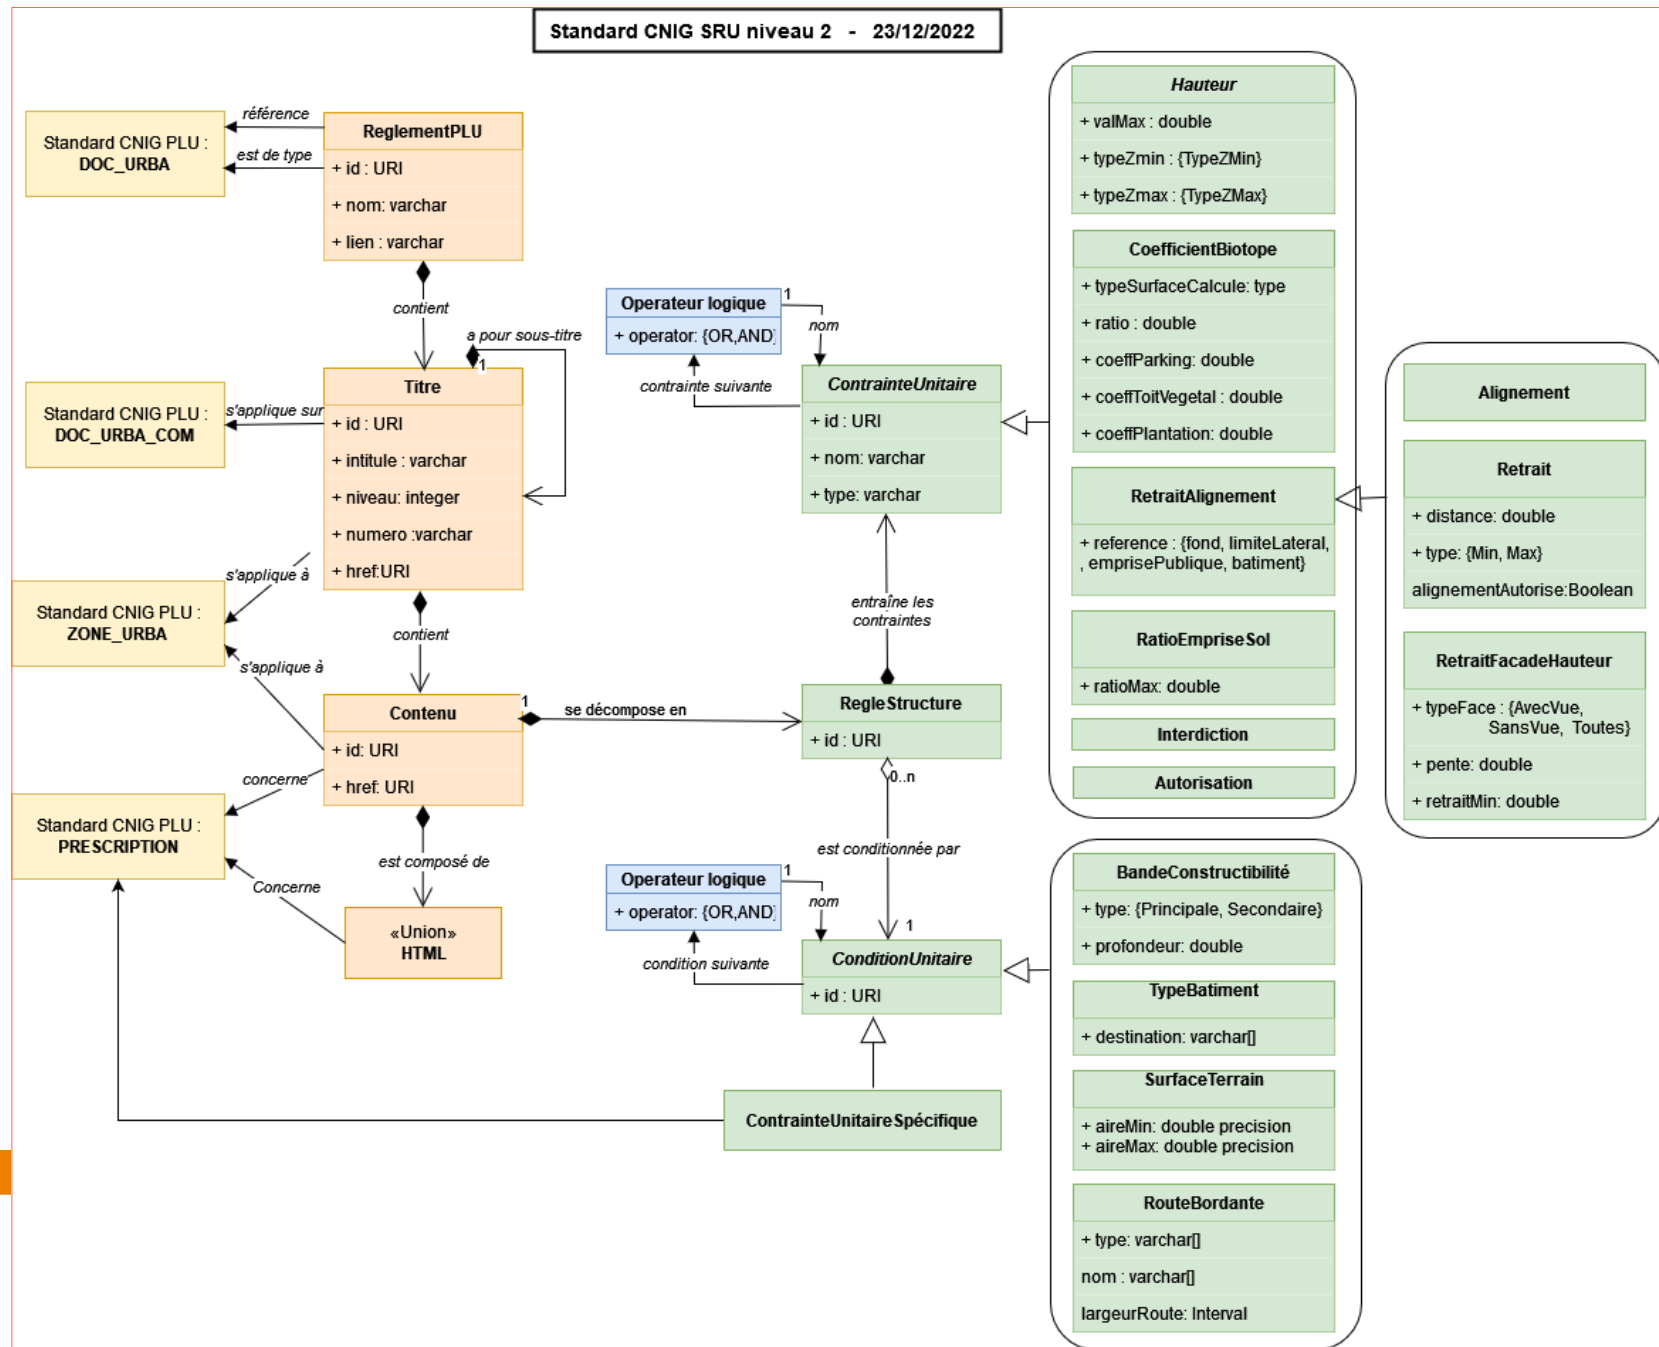 Standard CNIG SRU niveau 2 - 23/12/2022
Standard CNIG PLU :
DOC_URBA
référence
est de type
ReglementPLU
+ id : URI
+ nom: varchar
+ lien : varchar
contient
a pour sous-titre
1
Standard CNIG PLU :
DOC_URBA_COM
s'applique sur
Titre
+ id : URI
+ intitule : varchar
+ niveau: integer
+ numero :varchar
+ href:URI
s'applique à
Standard CNIG PLU :
ZONE_URBA
contient
s'applique à
Contenu
+ id: URI
+ href: URI
1
se décompose en
concerne
Standard CNIG PLU :
PRESCRIPTION
est composé de
Concerne
«Union»
HTML
Operateur logique
+ operator: {OR,AND}
1
nom
contrainte suivante
ContrainteUnitaire
+ id : URI
+ nom: varchar
+ type: varchar
entraîne les
contraintes
RegleStructure
+ id : URI
0..n
est conditionnée par
1
Operateur logique
+ operator: {OR,AND}
1
nom
condition suivante
ConditionUnitaire
+ id : URI
ContrainteUnitaireSpécifique
Hauteur
+ valMax : double
+ typeZmin : {TypeZMin}
+ typeZmax : {TypeZMax}
CoefficientBiotope
+ typeSurfaceCalcule: type
+ ratio : double
+ coeffParking: double
+ coeffToitVegetal : double
+ coeffPlantation: double
RetraitAlignement
+ reference : {fond, limiteLateral,
, emprisePublique, batiment}
RatioEmpriseSol
+ ratioMax: double
Interdiction
Autorisation
Alignement
Retrait
+ distance: double
+ type: {Min, Max}
alignementAutorise:Boolean
RetraitFacadeHauteur
+ typeFace : {AvecVue,
SansVue, Toutes}
+ pente: double
+ retraitMin: double
BandeConstructibilité
+ type: {Principale, Secondaire}
+ profondeur: double
TypeBatiment
+ destination: varchar[]
SurfaceTerrain
+ aireMin: double precision
+ aireMax: double precision
RouteBordante
+ type: varchar[]
nom : varchar[]
largeurRoute: Interval